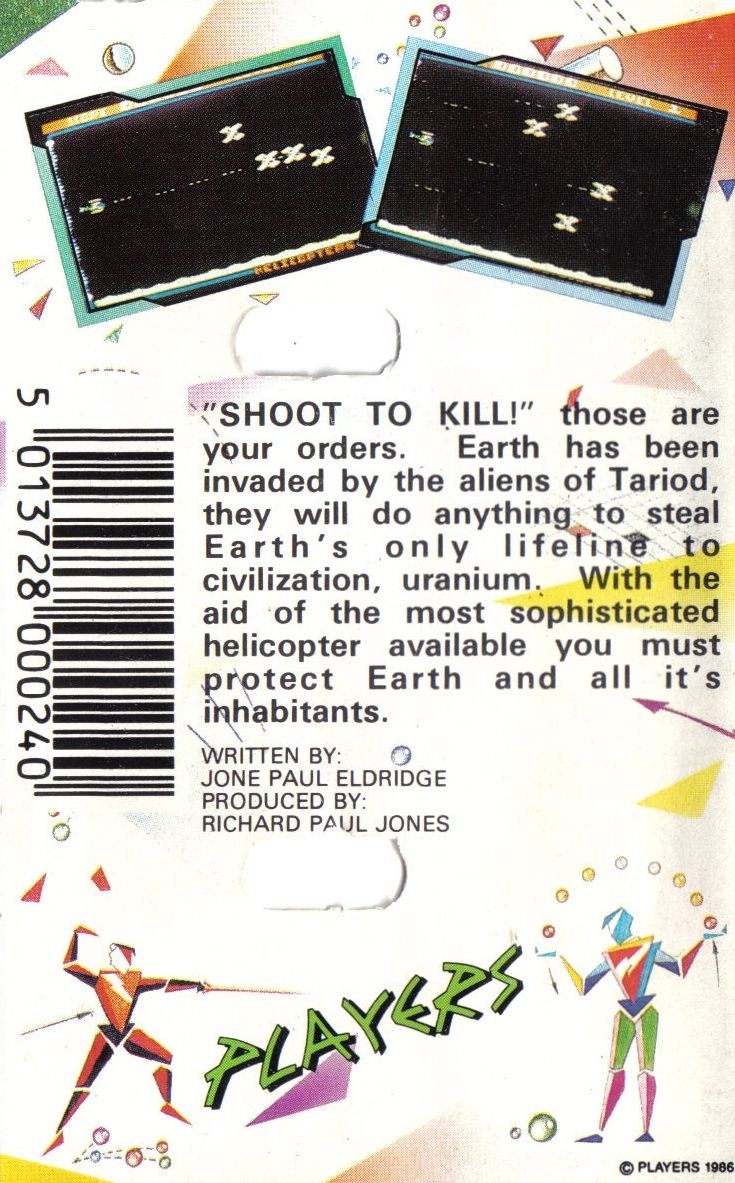 LEVEL 1
HELICOPTERS
"SHOOT TO KILL!" those are
your orders. Earth has been
invaded by the aliens of Tariod,
they will do anything to steal
Earth's only lifeline to
civilization, uranium. With the
aid of the most sophisticated
helicopter available you must
protect Earth and all it's
inhabitants.
WRITTEN BY:
JONE PAUL ELDRIDGE
PRODUCED BY:
RICHARD PAUL JONES
5 013728 000240
PLAYERS
© PLAYERS 1986